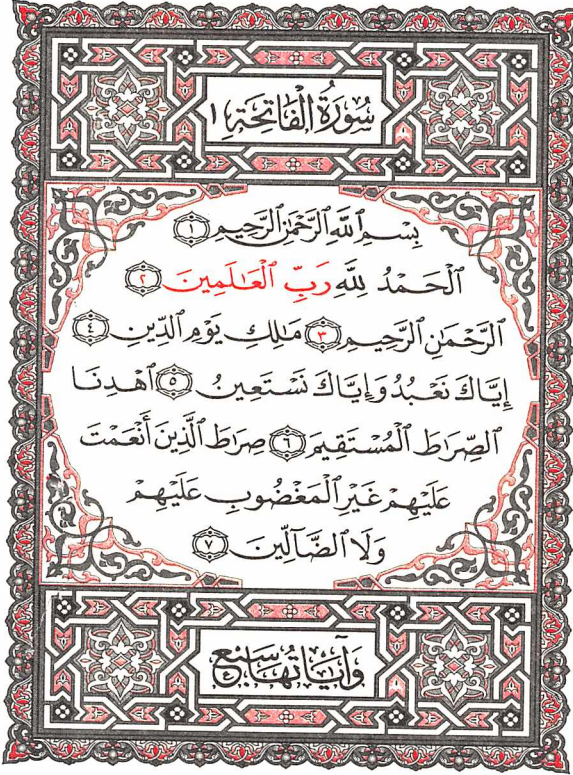 سُورَةُ الْفَاتِحَةِ ١
بِسْمِ ٱللَّهِ ٱلرَّحْمَٰنِ ٱلرَّحِيمِ ١
ٱلْحَمْدُ لِلَّهِ رَبِّ ٱلْعَٰلَمِينَ ٢
ٱلرَّحْمَٰنِ ٱلرَّحِيمِ ٣ مَٰلِكِ يَوْمِ ٱلدِّينِ ٤
إِيَّاكَ نَعْبُدُ وَإِيَّاكَ نَسْتَعِينُ ٥ ٱهْدِنَا
ٱلصِّرَٰطَ ٱلْمُسْتَقِيمَ ٦ صِرَٰطَ ٱلَّذِينَ أَنْعَمْتَ
عَلَيْهِمْ غَيْرِ ٱلْمَغْضُوبِ عَلَيْهِمْ
وَلَا ٱلضَّآلِّينَ ٧
وَآيَاتُهَا سَبْعٌ